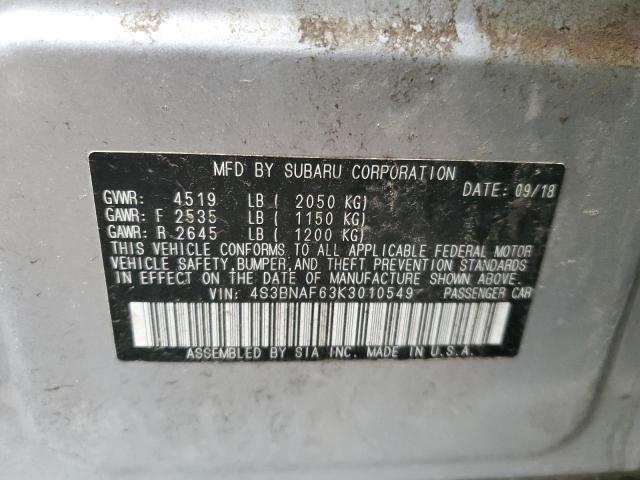 MFD BY SUBARU CORPORATION
DATE: 09/18
GVWR: 4519 LB ( 2050 KG)
GAWR: F 2535 LB ( 1150 KG)
GAWR: R 2645 LB ( 1200 KG)
THIS VEHICLE CONFORMS TO ALL APPLICABLE FEDERAL MOTOR
VEHICLE SAFETY, BUMPER, AND THEFT PREVENTION STANDARDS
IN EFFECT ON THE DATE OF MANUFACTURE SHOWN ABOVE.
VIN: 4S3BNAF63K3010549 PASSENGER CAR
ASSEMBLED BY SIA INC. MADE IN U.S.A.